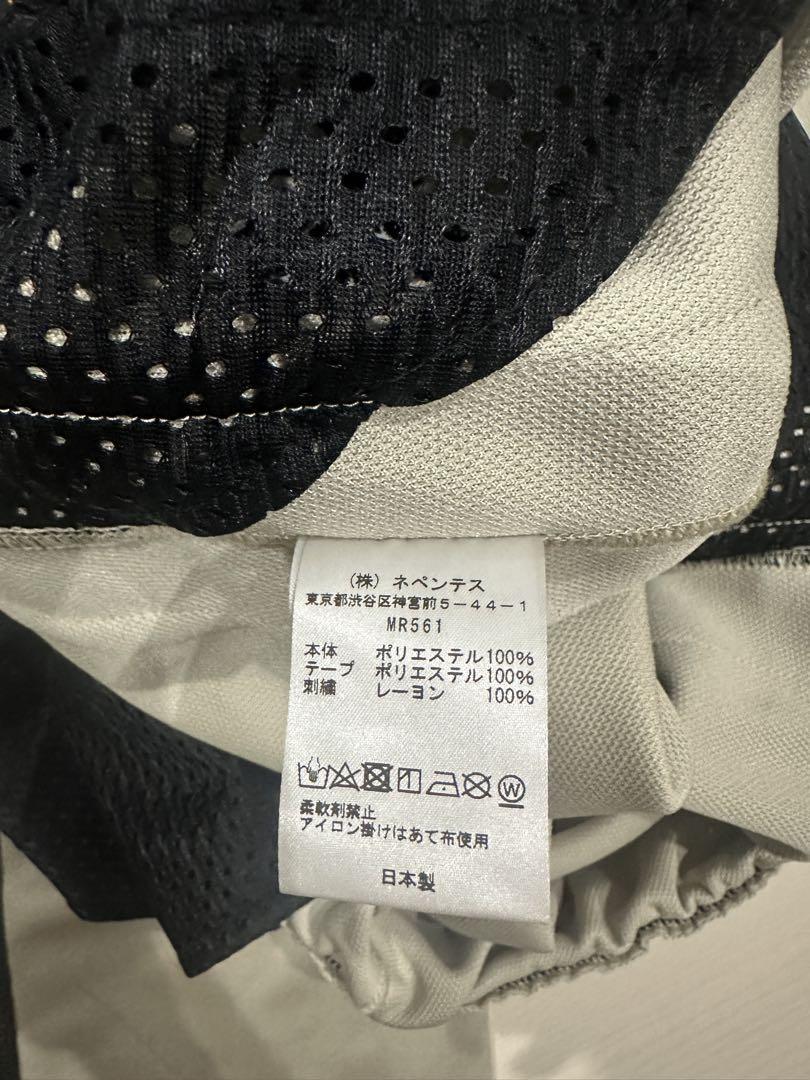 (株) ネペンテス
東京都渋谷区神宮前5-44-1
MR561
本体 ポリエステル100%
テープ ポリエステル100%
刺繍 レーヨン 100%
W
柔軟剤禁止
アイロン掛けはあて布使用
日本製